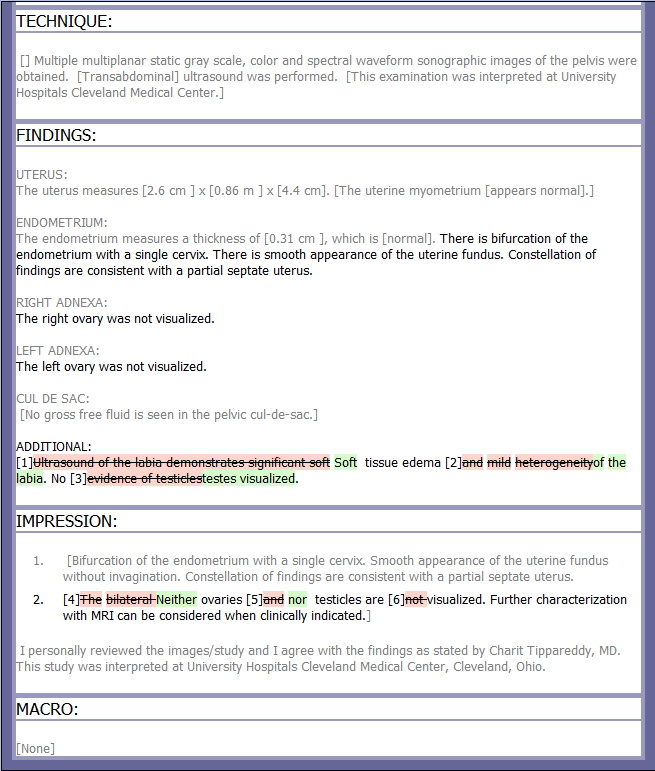 TECHNIQUE:
[] Multiple multiplanar static gray scale, color and spectral waveform sonographic images of the pelvis were
obtained. [Transabdominal] ultrasound was performed. [This examination was interpreted at University
Hospitals Cleveland Medical Center.]
FINDINGS:
UTERUS:
The uterus measures [2.6 cm ] x [0.86 m ] x [4.4 cm]. [The uterine myometrium [appears normal].]
ENDOMETRIUM:
The endometrium measures a thickness of [0.31 cm ], which is [normal]. There is bifurcation of the
endometrium with a single cervix. There is smooth appearance of the uterine fundus. Constellation of
findings are consistent with a partial septate uterus.
RIGHT ADNEXA:
The right ovary was not visualized.
LEFT ADNEXA:
The left ovary was not visualized.
CUL DE SAC:
[No gross free fluid is seen in the pelvic cul-de-sac.]
ADDITIONAL:
[1]Ultrasound of the labia demonstrates significant soft Soft tissue edema [2]and mild heterogeneityof the
labia. No [3]evidence of testiclestestes visualized.
IMPRESSION:
1. [Bifurcation of the endometrium with a single cervix. Smooth appearance of the uterine fundus
without invagination. Constellation of findings are consistent with a partial septate uterus.
2. [4]The bilateral Neither ovaries [5]and nor testicles are [6]not visualized. Further characterization
with MRI can be considered when clinically indicated.]
I personally reviewed the images/study and I agree with the findings as stated by Charit Tippareddy, MD.
This study was interpreted at University Hospitals Cleveland Medical Center, Cleveland, Ohio.
MACRO:
[None]